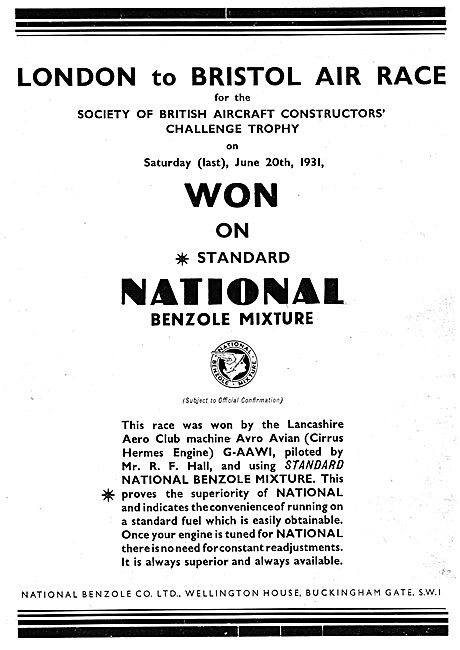 LONDON to BRISTOL AIR RACE
for the
SOCIETY OF BRITISH AIRCRAFT CONSTRUCTORS'
CHALLENGE TROPHY
on
Saturday (last), June 20th, 1931,
WON
ON
✷ STANDARD
NATIONAL
BENZOLE MIXTURE
NATIONAL
BENZOLE MIXTURE
(Subject to Official Confirmation)
This race was won by the Lancashire
Aero Club machine Avro Avian (Cirrus
Hermes Engine) G-AAWI, piloted by
Mr. R. F. Hall, and using STANDARD
NATIONAL BENZOLE MIXTURE. This
✷ proves the superiority of NATIONAL
and indicates the convenience of running on
a standard fuel which is easily obtainable.
Once your engine is tuned for NATIONAL
there is no need for constant readjustments.
It is always superior and always available.
NATIONAL BENZOLE CO. LTD., WELLINGTON HOUSE, BUCKINGHAM GATE, S.W.1